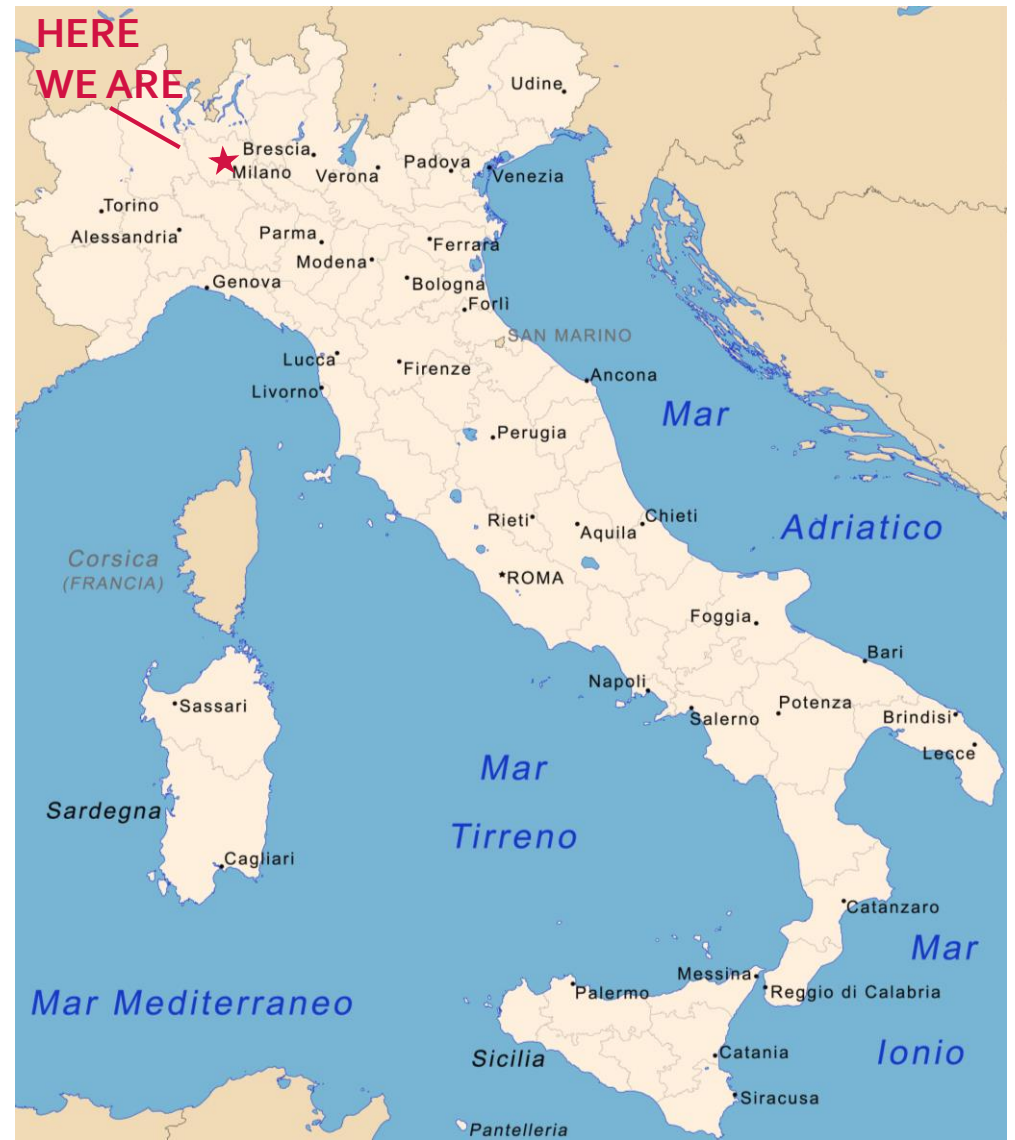 HERE
WE ARE
Udine
Brescia
Milano
Verona
Padova
Venezia
Torino
Alessandria
Parma
Ferrara
Modena
Genova
Bologna
Forlì
SAN MARINO
Lucca
Firenze
Livorno
Ancona
Mar
Perugia
Rieti
Aquila
Chieti
Adriatico
Corsica
(FRANCIA)
ROMA
Foggia
Bari
Napoli
Sassari
Salerno
Potenza
Brindisi
Lecce
Mar
Sardegna
Tirreno
Cagliari
Catanzaro
Mar
Messina
Palermo
Reggio di Calabria
Mar Mediterraneo
Sicilia
Catania
Ionio
Siracusa
Pantelleria